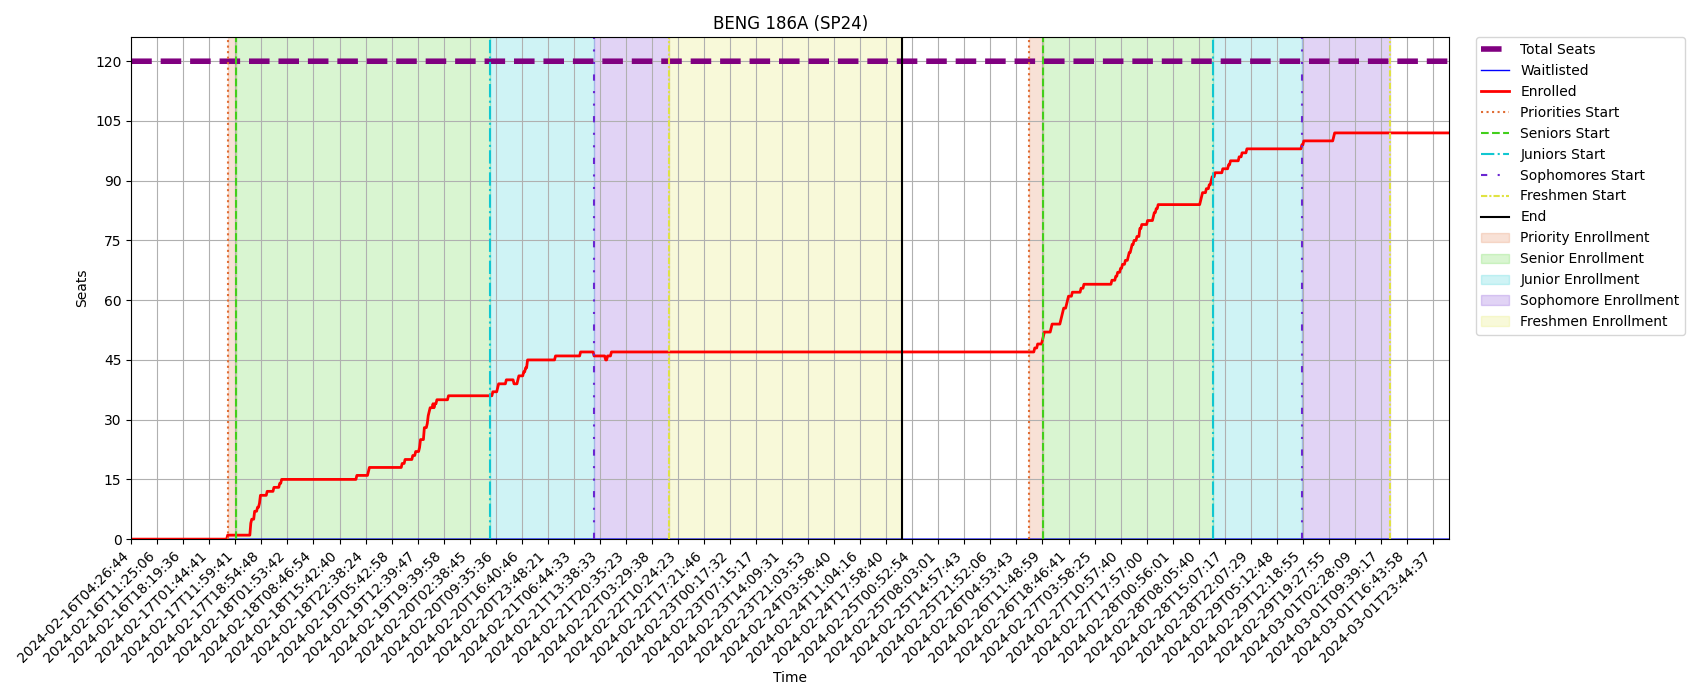 BENG 186A (SP24)
Seats
120
105
90
75
60
45
30
15
0
2024-02-16T04:26:44
2024-02-16T11:25:06
2024-02-16T18:19:36
2024-02-17T01:44:41
2024-02-17T11:59:41
2024-02-17T18:54:48
2024-02-18T01:53:42
2024-02-18T08:46:54
2024-02-18T15:42:40
2024-02-18T22:38:24
2024-02-19T05:42:58
2024-02-19T12:39:47
2024-02-19T19:39:58
2024-02-20T02:38:45
2024-02-20T09:35:36
2024-02-20T16:40:46
2024-02-20T23:48:21
2024-02-21T06:44:33
2024-02-21T13:38:33
2024-02-21T20:35:23
2024-02-22T03:29:38
2024-02-22T10:24:23
2024-02-22T17:21:46
2024-02-23T00:17:32
2024-02-23T07:15:17
2024-02-23T14:09:31
2024-02-23T21:03:53
2024-02-24T03:58:40
2024-02-24T11:04:16
2024-02-24T17:58:40
2024-02-25T00:52:54
2024-02-25T08:03:01
2024-02-25T14:57:43
2024-02-25T21:52:06
2024-02-26T04:53:43
2024-02-26T11:48:59
2024-02-26T18:46:41
2024-02-27T03:58:25
2024-02-27T10:57:40
2024-02-27T17:57:00
2024-02-28T00:56:01
2024-02-28T08:05:40
2024-02-28T15:07:17
2024-02-28T22:07:29
2024-02-29T05:12:48
2024-02-29T12:18:55
2024-02-29T19:27:55
2024-03-01T02:28:09
2024-03-01T09:39:17
2024-03-01T16:43:58
2024-03-01T23:44:37
Time
Total Seats
Waitlisted
Enrolled
Priorities Start
Seniors Start
Juniors Start
Sophomores Start
Freshmen Start
End
Priority Enrollment
Senior Enrollment
Junior Enrollment
Sophomore Enrollment
Freshmen Enrollment